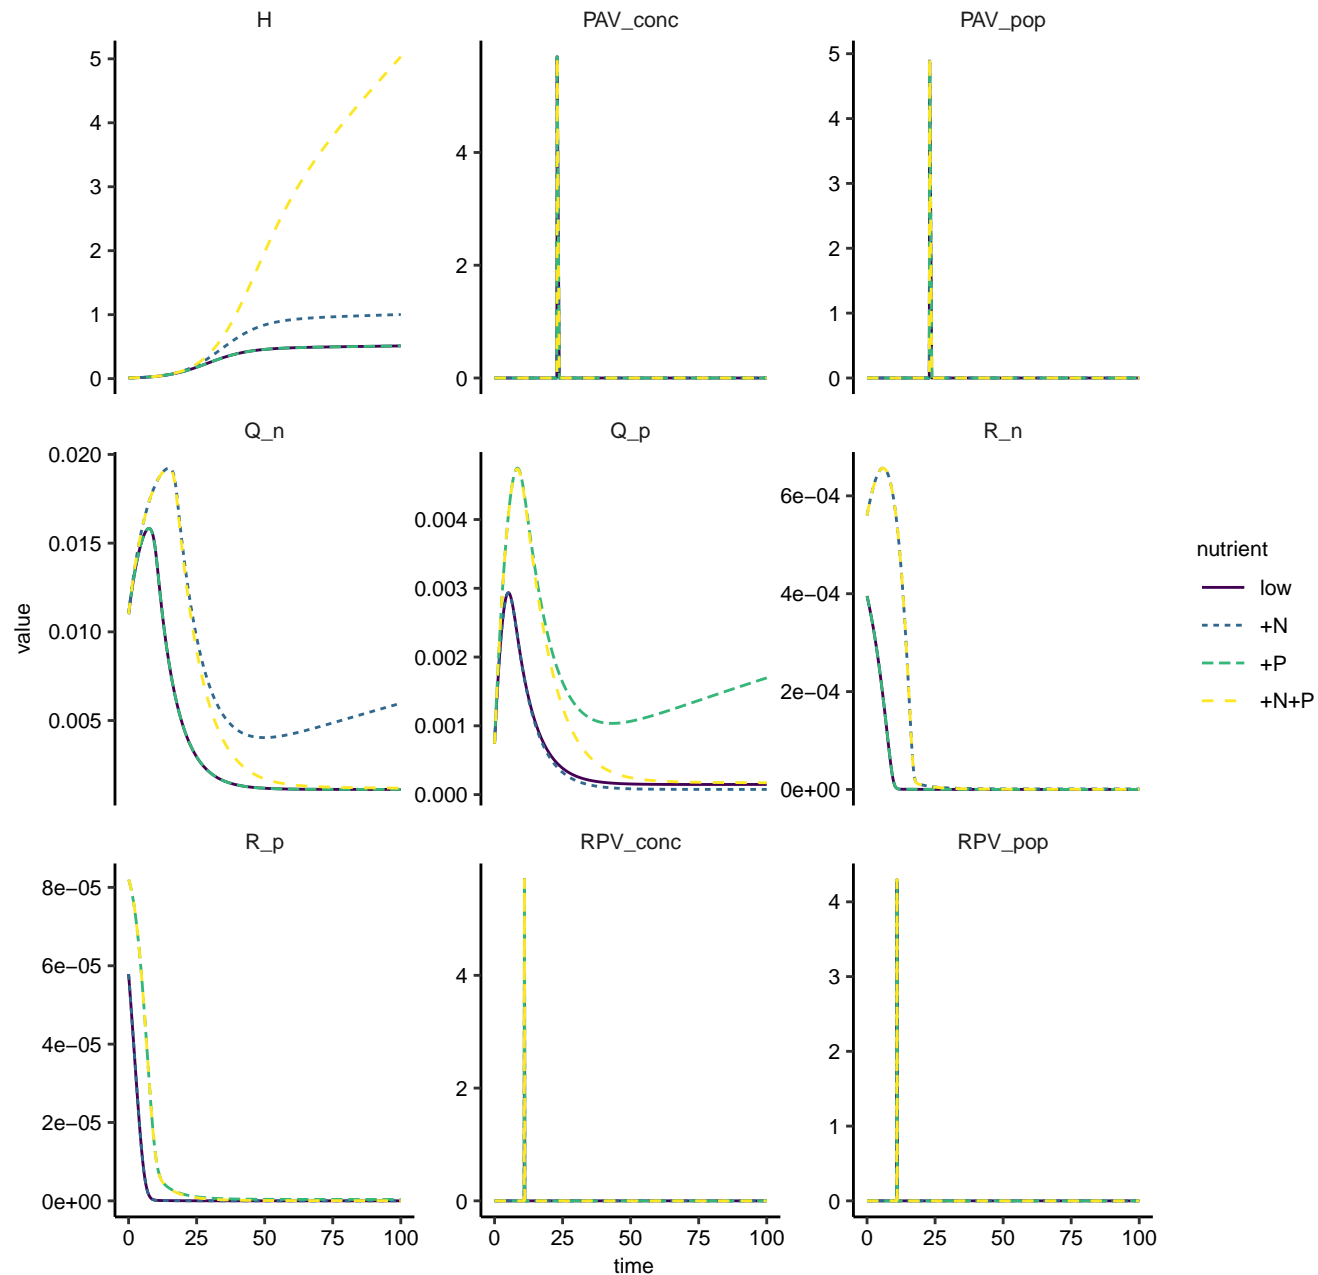 H
PAV_conc
PAV_pop
5
4
3
2
1
0
4
2
0
5
4
3
2
1
0
Q_n
Q_p
R_n
0.020
0.015
0.010
0.005
0.004
0.003
0.002
0.001
0.000
6e−04
4e−04
2e−04
0e+00
value
nutrient
low
+N
+P
+N+P
R_p
RPV_conc
RPV_pop
8e−05
6e−05
4e−05
2e−05
0e+00
4
2
0
4
3
2
1
0
0 25 50 75 100
0 25 50 75 100
0 25 50 75 100
time